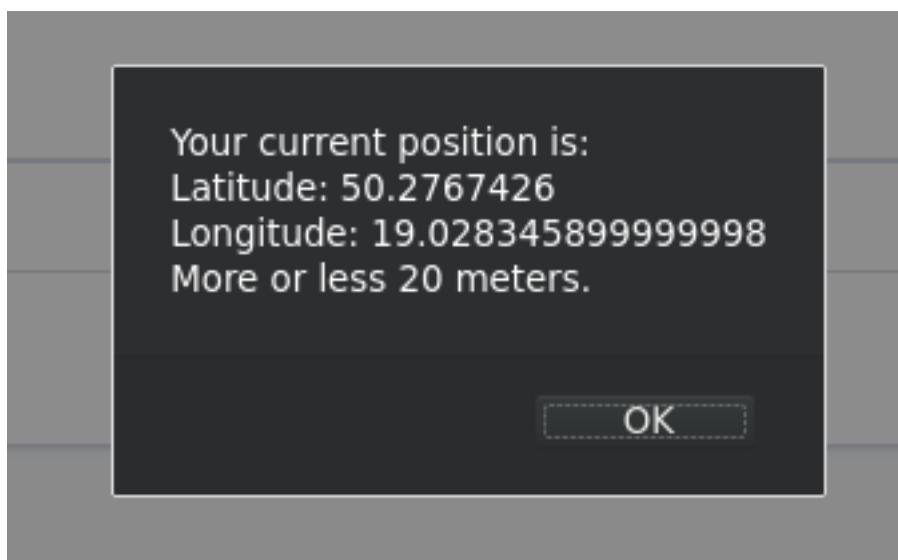 Your current position is:
Latitude: 50.2767426
Longitude: 19.028345899999998
More or less 20 meters.
OK